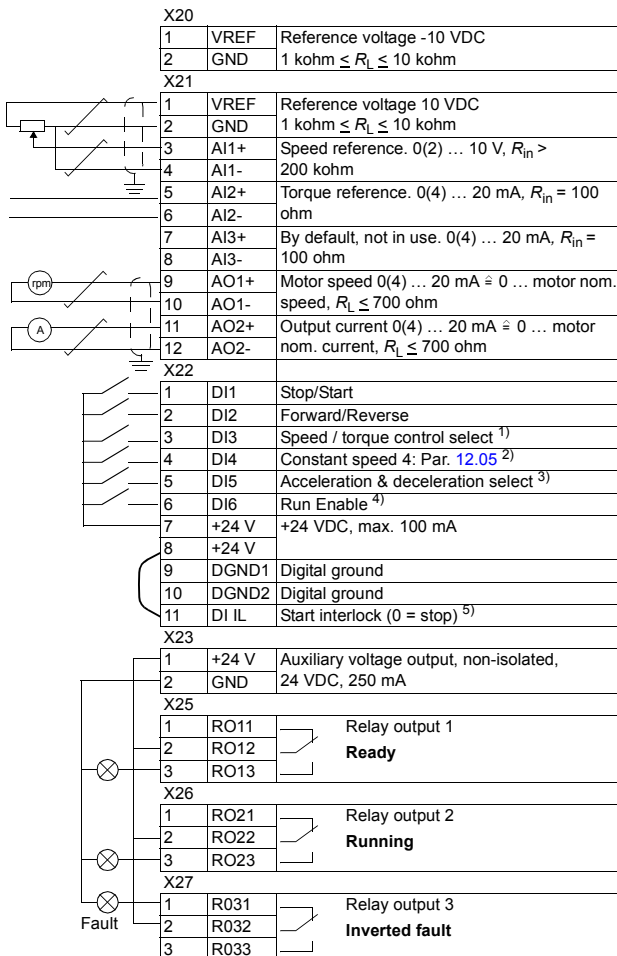 X20
1 VREF Reference voltage -10 VDC
2 GND 1 kohm ≤ RL ≤ 10 kohm
X21
1 VREF Reference voltage 10 VDC
2 GND 1 kohm ≤ RL ≤ 10 kohm
3 AI1+ Speed reference. 0(2) … 10 V, Rin >
4 AI1- 200 kohm
5 AI2+ Torque reference. 0(4) … 20 mA, Rin = 100
6 AI2- ohm
7 AI3+ By default, not in use. 0(4) … 20 mA, Rin =
8 AI3- 100 ohm
rpm 9 AO1+ Motor speed 0(4) … 20 mA ≙ 0 … motor nom.
10 AO1- speed, RL ≤ 700 ohm
A 11 AO2+ Output current 0(4) … 20 mA ≙ 0 … motor
12 AO2- nom. current, RL ≤ 700 ohm
X22
1 DI1 Stop/Start
2 DI2 Forward/Reverse
3 DI3 Speed / torque control select 1)
4 DI4 Constant speed 4: Par. 12.05 2)
5 DI5 Acceleration & deceleration select 3)
6 DI6 Run Enable 4)
7 +24 V +24 VDC, max. 100 mA
8 +24 V
9 DGND1 Digital ground
10 DGND2 Digital ground
11 DI IL Start interlock (0 = stop) 5)
X23
1 +24 V Auxiliary voltage output, non-isolated,
2 GND 24 VDC, 250 mA
X25
1 RO11 Relay output 1
2 RO12 Ready
3 RO13
X26
1 RO21 Relay output 2
2 RO22 Running
3 RO23
X27
1 R031 Relay output 3
Fault 2 R032 Inverted fault
3 R033